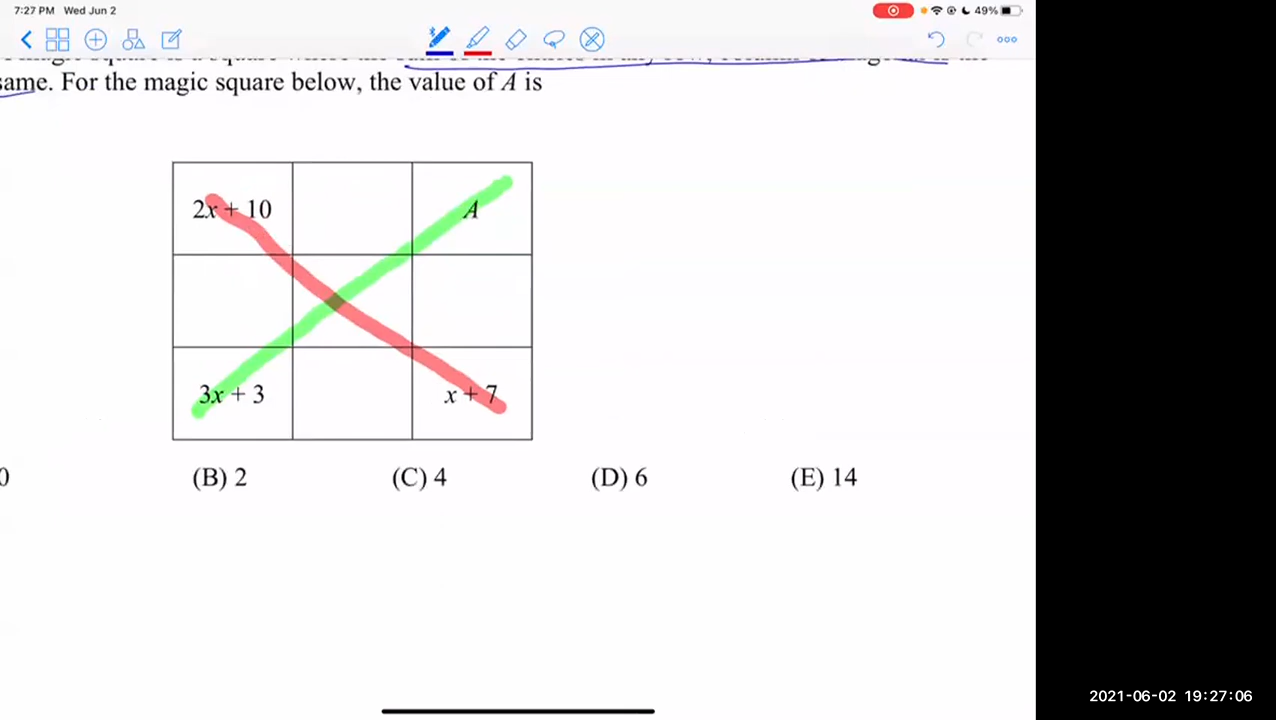 7:27 PM Wed Jun 2
49%
same. For the magic square below, the value of A is
2x + 10
A
3x + 3
x + 7
0 (B) 2 (C) 4 (D) 6 (E) 14
2021-06-02 19:27:06